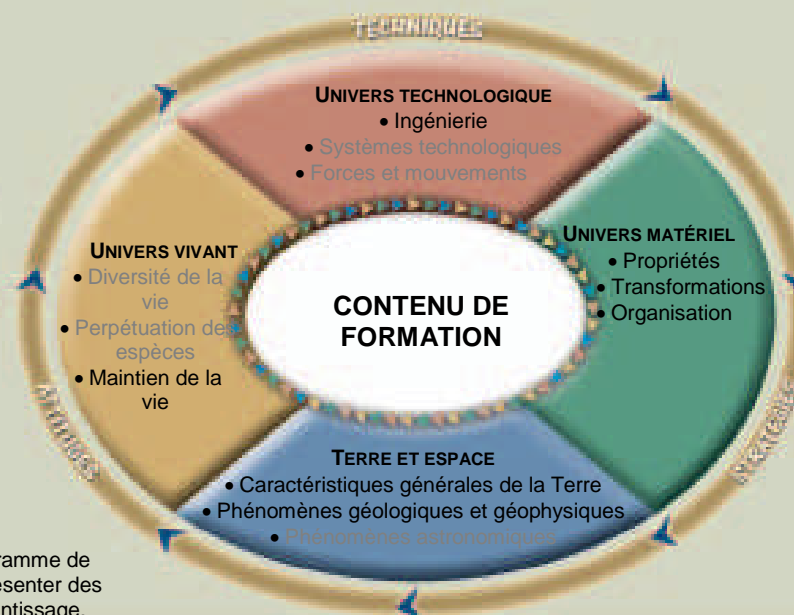 TECHNIQUES
UNIVERS TECHNOLOGIQUE
• Ingénierie
• Systèmes technologiques
• Forces et mouvements
UNIVERS VIVANT
• Diversité de la
vie
• Perpétuation des
espèces
• Maintien de la
vie
UNIVERS MATÉRIEL
• Propriétés
• Transformations
• Organisation
CONTENU DE
FORMATION
TERRE ET ESPACE
• Caractéristiques générales de la Terre
• Phénomènes géologiques et géophysiques
• Phénomènes astronomiques